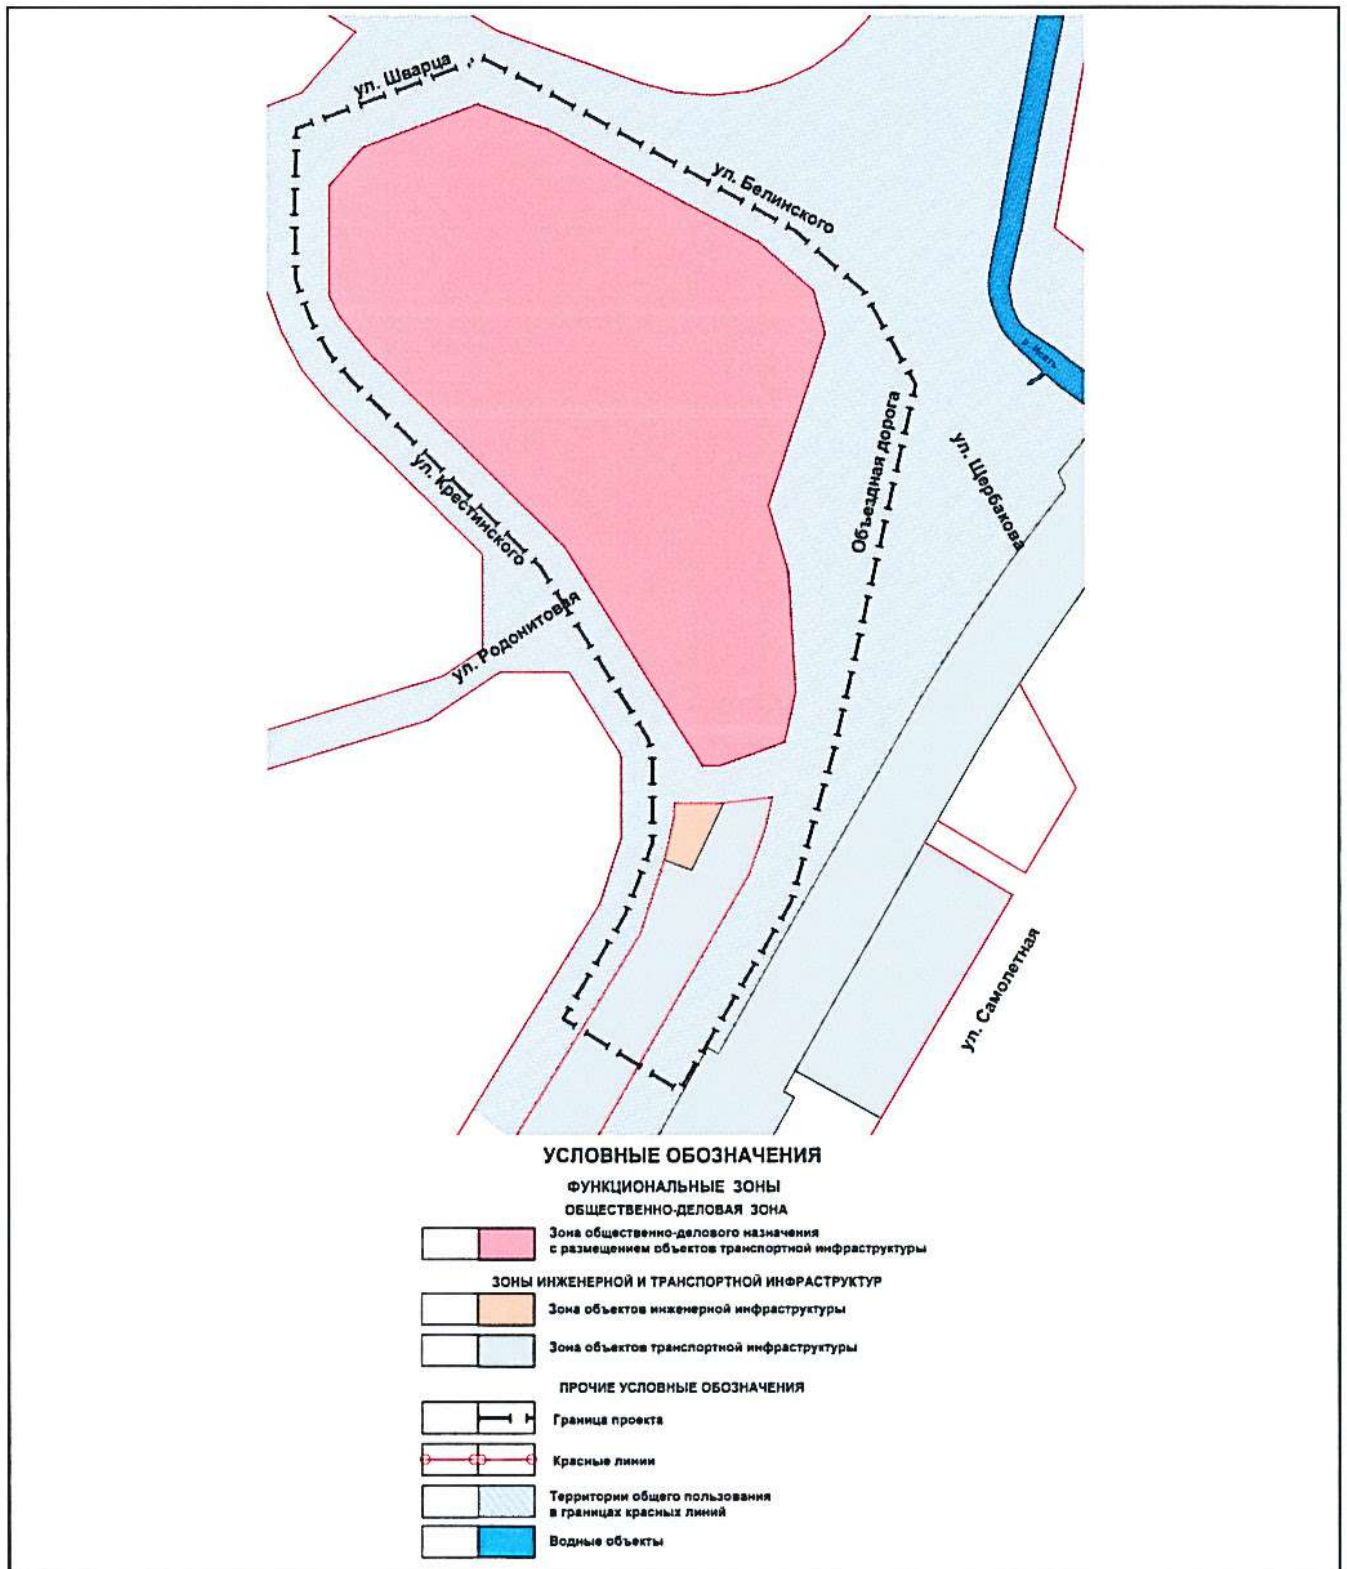 ул. Шварца
ул. Белинского
р. Исеть
Объездная дорога
ул. Щербакова
ул. Крестинского
ул. Родонитовая
ул. Самолетная
УСЛОВНЫЕ ОБОЗНАЧЕНИЯ
ФУНКЦИОНАЛЬНЫЕ ЗОНЫ
ОБЩЕСТВЕННО-ДЕЛОВАЯ ЗОНА
Зона общественно-делового назначения
с размещением объектов транспортной инфраструктуры
ЗОНЫ ИНЖЕНЕРНОЙ И ТРАНСПОРТНОЙ ИНФРАСТРУКТУР
Зона объектов инженерной инфраструктуры
Зона объектов транспортной инфраструктуры
ПРОЧИЕ УСЛОВНЫЕ ОБОЗНАЧЕНИЯ
Граница проекта
Красные линии
Территории общего пользования
в границах красных линий
Водные объекты